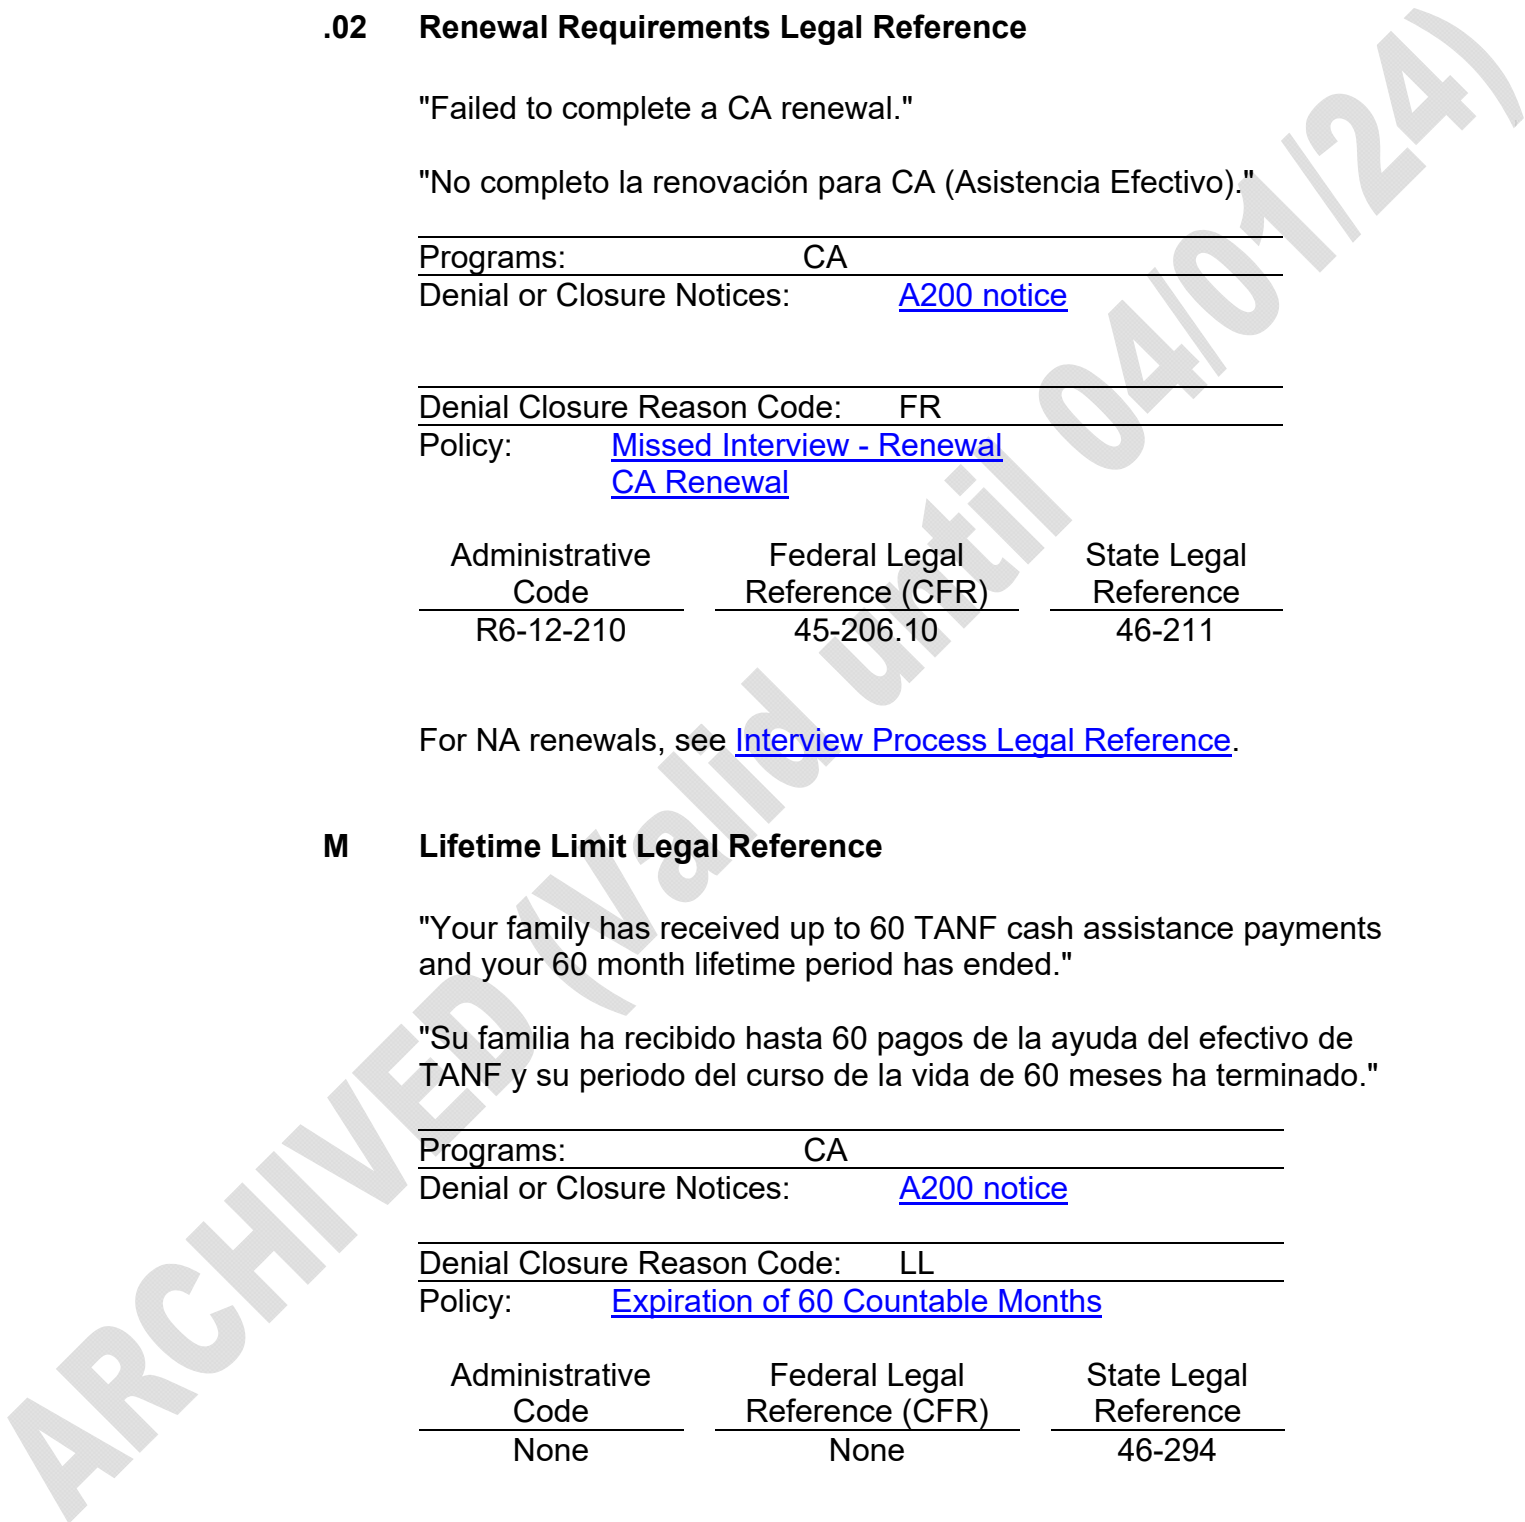 .02 Renewal Requirements Legal Reference
"Failed to complete a CA renewal."
"No completo la renovación para CA (Asistencia Efectivo)."
Programs: CA
Denial or Closure Notices: A200 notice
Denial Closure Reason Code: FR
Policy: Missed Interview - Renewal
CA Renewal
Administrative Federal Legal State Legal
Code Reference (CFR) Reference
R6-12-210 45-206.10 46-211
For NA renewals, see Interview Process Legal Reference.
M Lifetime Limit Legal Reference
"Your family has received up to 60 TANF cash assistance payments
and your 60 month lifetime period has ended."
"Su familia ha recibido hasta 60 pagos de la ayuda del efectivo de
TANF y su periodo del curso de la vida de 60 meses ha terminado."
Programs: CA
Denial or Closure Notices: A200 notice
Denial Closure Reason Code: LL
Policy: Expiration of 60 Countable Months
Administrative Federal Legal State Legal
Code Reference (CFR) Reference
None None 46-294
ARCHIVED (Valid until 04/01/24)